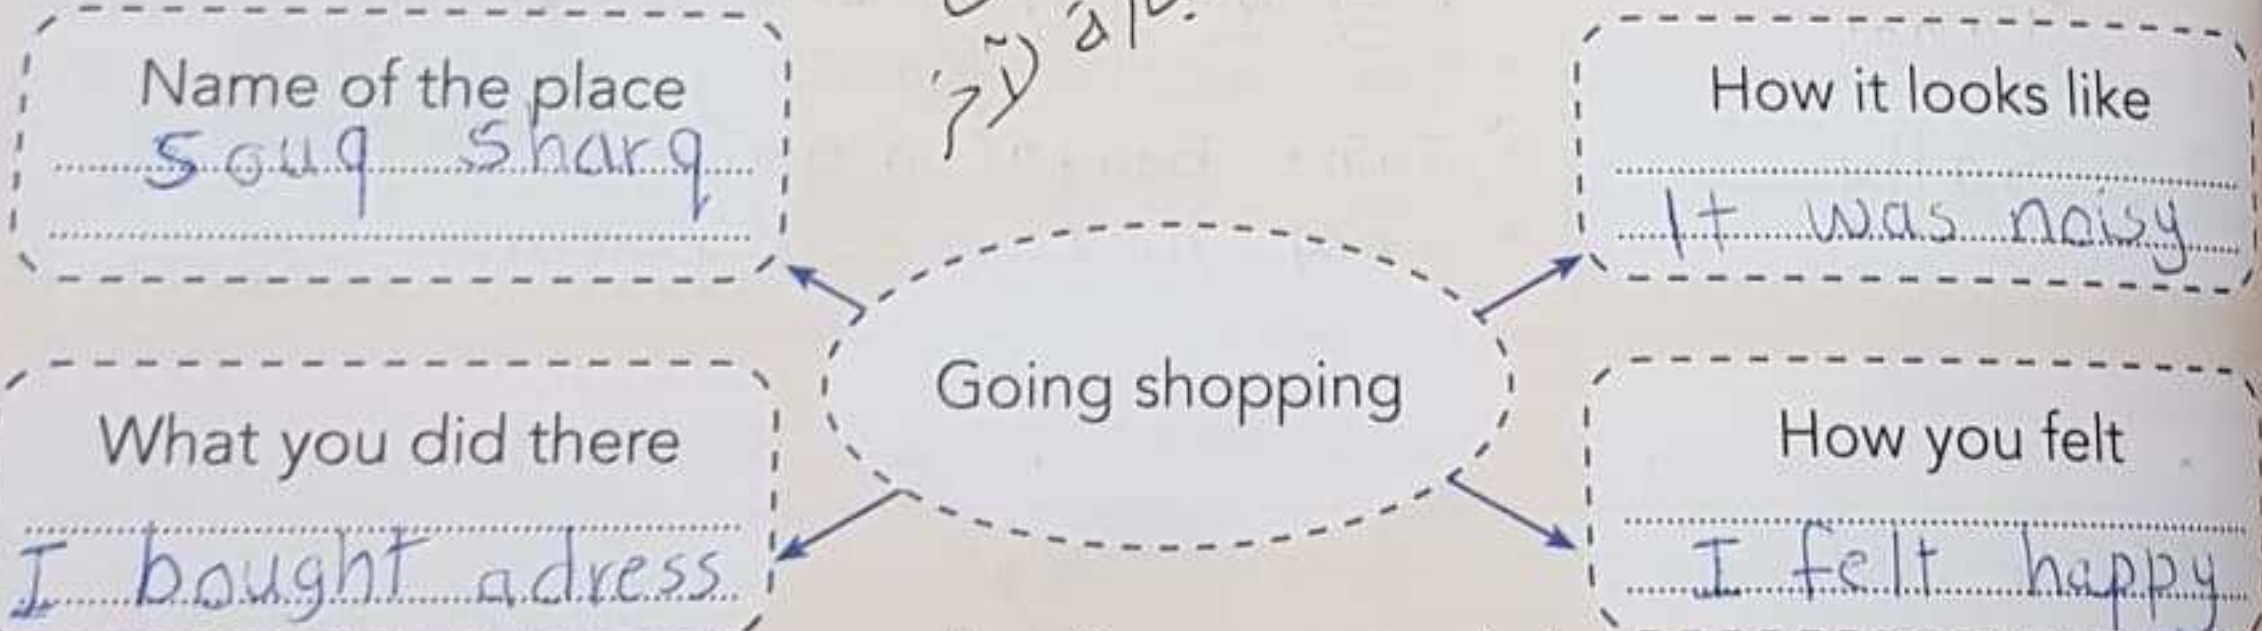 Name of the place
souq sharq
How it looks like
It was noisy
Going shopping
What you did there
I bought adress
How you felt
I felt happy